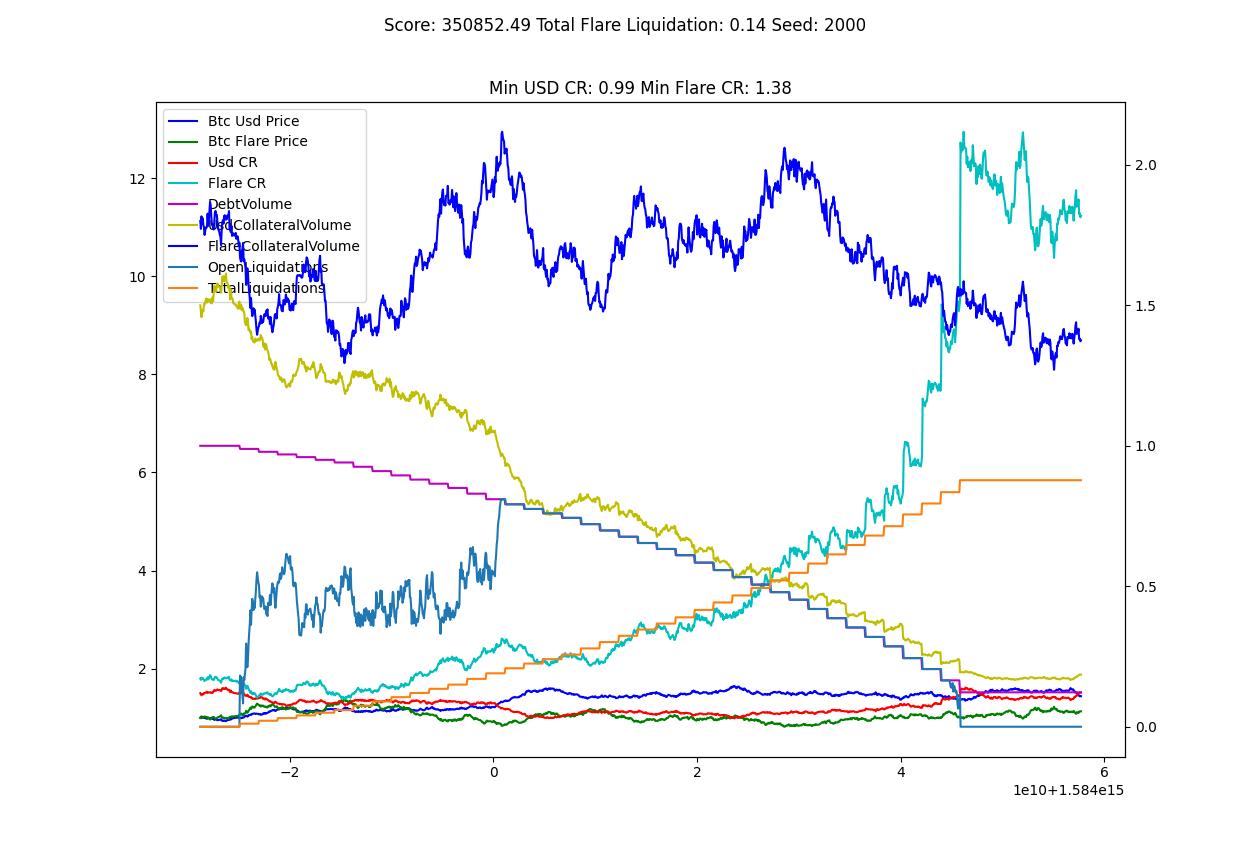 Score: 350852.49 Total Flare Liquidation: 0.14 Seed: 2000
Min USD CR: 0.99 Min Flare CR: 1.38
Btc Usd Price
Btc Flare Price
Usd CR
Flare CR
DebtVolume
UsdCollateralVolume
FlareCollateralVolume
OpenLiquidations
TotalLiquidations
12
10
8
6
4
2
2.0
1.5
1.0
0.5
0.0
−2
0
2
4
6
1e10+1.584e15